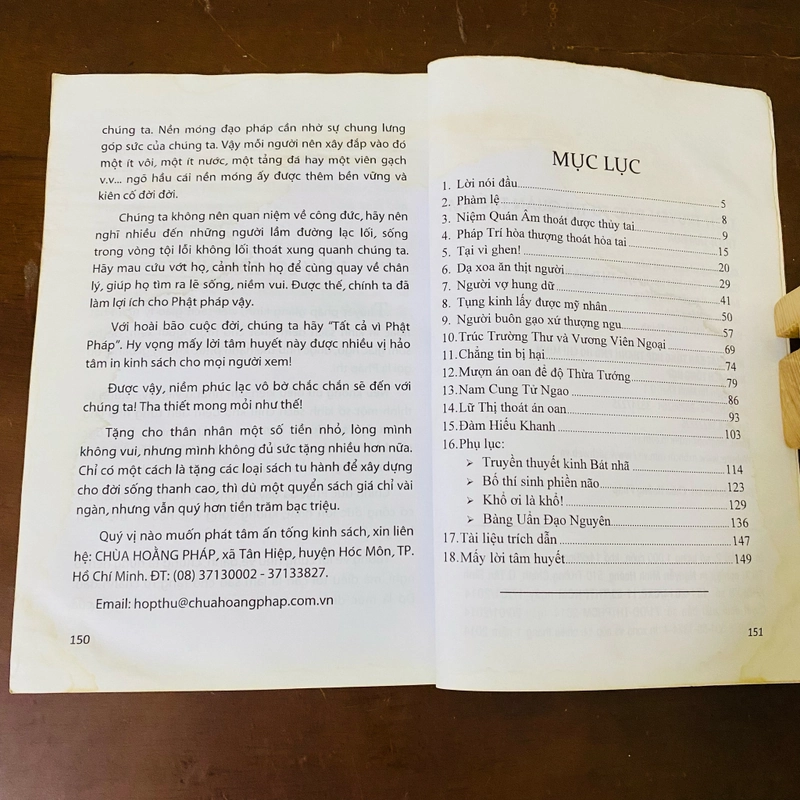 chúng ta. Nền móng đạo pháp cần nhờ sự chung lưng
góp sức của chúng ta. Vậy mỗi người nên xây đắp vào đó
một ít vôi, một ít nước, một tảng đá hay một viên gạch
v.v... ngõ hầu cái nền móng ấy được thêm bền vững và
kiên cố đời đời.
Chúng ta không nên quan niệm về công đức, hãy nên
nghĩ nhiều đến những người lầm đường lạc lối, sống
trong vòng tội lỗi không lối thoát xung quanh chúng ta.
Hãy mau cứu vớt họ, cảnh tỉnh họ để cùng quay về chân
lý, giúp họ tìm ra lẽ sống, niềm vui. Được thế, chính ta đã
làm lợi ích cho Phật pháp vậy.
Với hoài bão cuộc đời, chúng ta hãy "Tất cả vì Phật
Pháp". Hy vọng mấy lời tâm huyết này được nhiều vị hảo
tâm in kinh sách cho mọi người xem!
Được vậy, niềm phúc lạc vô bờ chắc chắn sẽ đến với
chúng ta! Tha thiết mong mỏi như thế!
Tặng cho thân nhân một số tiền nhỏ, lòng mình
không vui, nhưng mình không đủ sức tặng nhiều hơn nữa.
Chỉ có một cách là tặng các loại sách tu hành để xây dựng
cho đời sống thanh cao, thì dù một quyển sách giá chỉ vài
ngàn, nhưng vẫn quý hơn tiền trăm bạc triệu.
Quý vị nào muốn phát tâm ấn tống kinh sách, xin liên
hệ: CHÙA HOẰNG PHÁP, xã Tân Hiệp, huyện Hóc Môn, TP.
Hồ Chí Minh. ĐT: (08) 37130002 - 37133827.
Email: hopthu@chuahoangphap.com.vn
150
MỤC LỤC
1. Lời nói đầu 5
2. Phàm lệ 8
3. Niệm Quán Âm thoát được thủy tai 9
4. Pháp Trí hòa thượng thoát hỏa tai 15
5. Tại vì ghen! 20
6. Dạ xoa ăn thịt người 29
7. Người vợ hung dữ 41
8. Tụng kinh lấy được mỹ nhân 50
9. Người buôn gạo xứ thượng ngu 57
10. Trúc Trường Thư và Vương Viên Ngoại 69
11. Chẳng tin bị hại 74
12. Mượn án oan để độ Thừa Tướng 79
13. Nam Cung Tử Ngao 86
14. Lữ Thị thoát án oan 93
15. Đàm Hiếu Khanh 103
16. Phụ lục:
➤ Truyền thuyết kinh Bát nhã 114
➤ Bố thí sinh phiền não 123
➤ Khổ ơi là khổ! 129
➤ Bàng Uẩn Đạo Nguyên 136
17. Tài liệu trích dẫn 147
18. Mấy lời tâm huyết 149
151